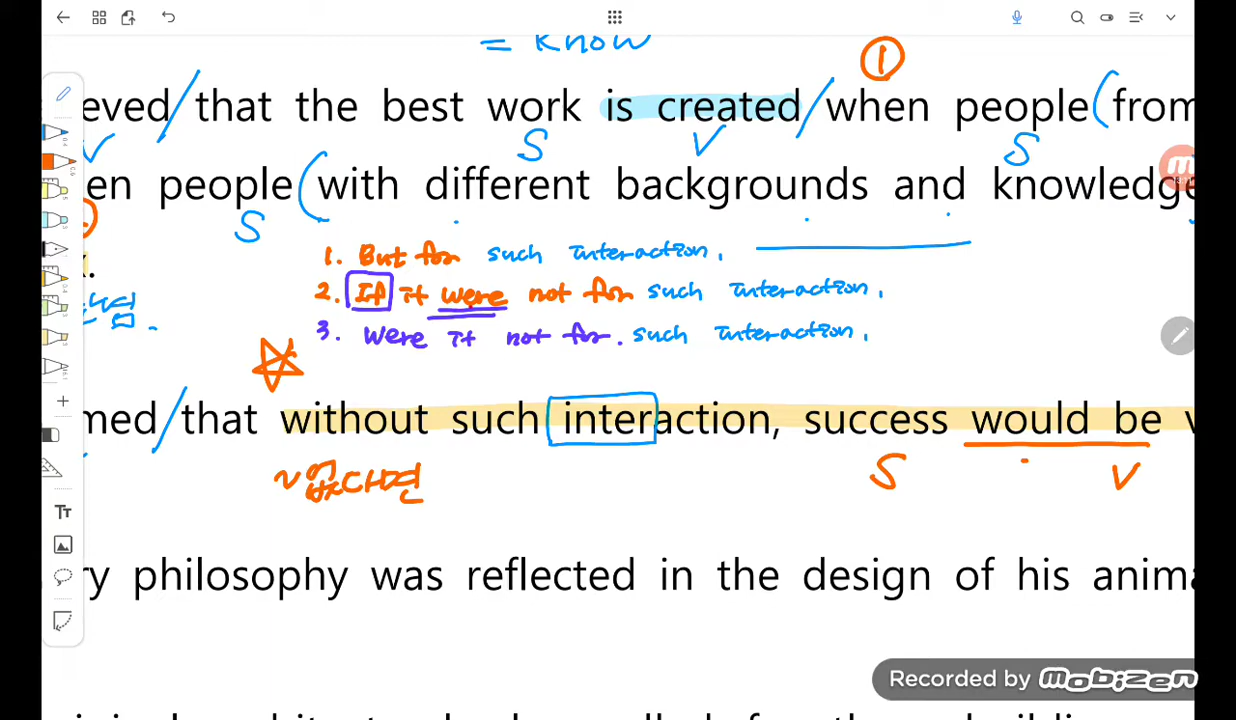 = know
①
eved / that the best work is created / when people ( from
V S V S
en people ( with different backgrounds and knowledge
S
1. But for such interaction, ______
x.
2. If it were not for such interaction,
3. Were it not for such interaction,
med / that without such interaction, success would be v
~없다면 S V
ry philosophy was reflected in the design of his anima
Recorded by mobizen